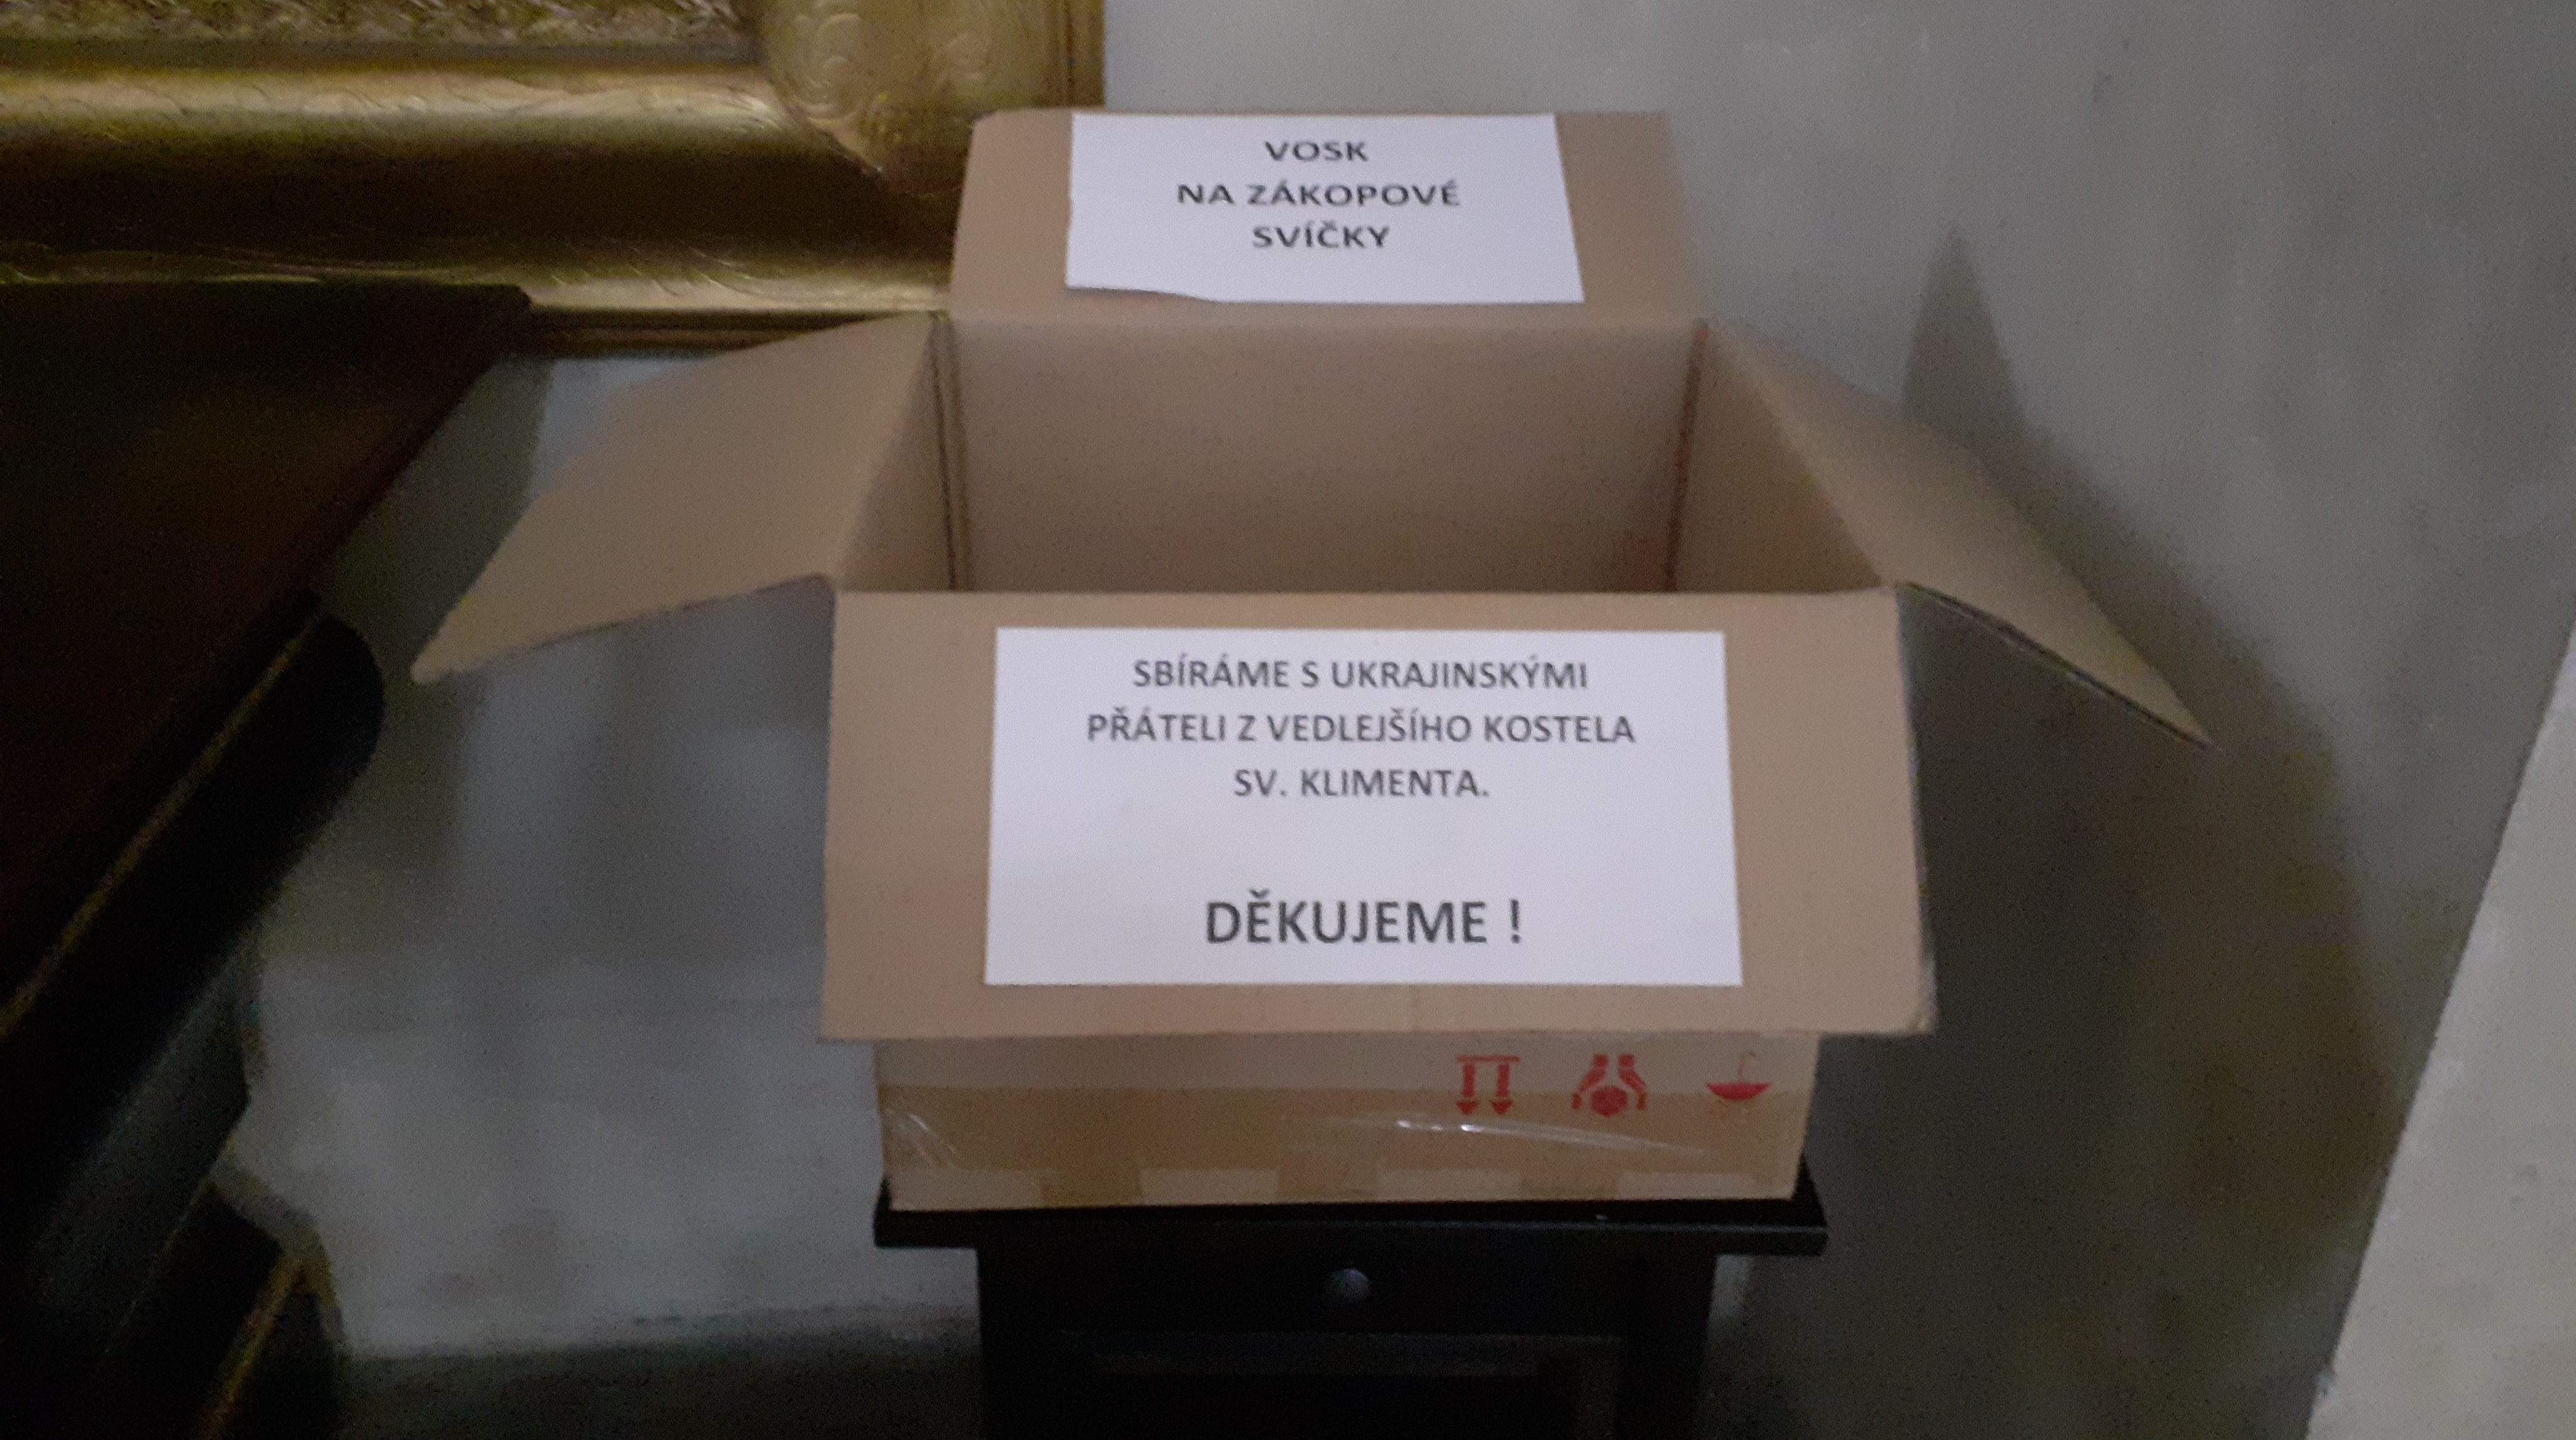 VOSK
NA ZÁKOPOVÉ
SVÍČKY
SBÍRÁME S UKRAJINSKÝMI
PŘÁTELI Z VEDLEJŠÍHO KOSTELA
SV. KLIMENTA.
DĚKUJEME !